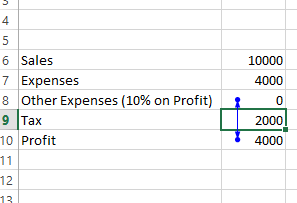 5
6 Sales 10000
7 Expenses 4000
8 Other Expenses (10% on Profit) 0
9 Tax 2000
10 Profit 4000
11
12